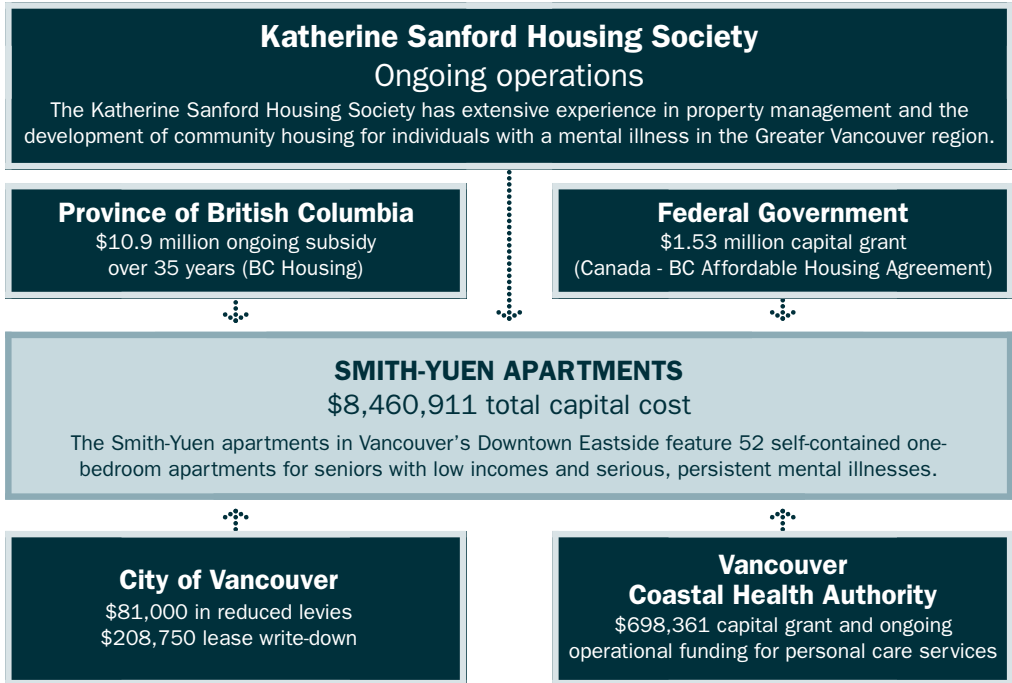 Katherine Sanford Housing Society
Ongoing operations
The Katherine Sanford Housing Society has extensive experience in property management and the
development of community housing for individuals with a mental illness in the Greater Vancouver region.
Province of British Columbia
$10.9 million ongoing subsidy
over 35 years (BC Housing)
Federal Government
$1.53 million capital grant
(Canada - BC Affordable Housing Agreement)
SMITH-YUEN APARTMENTS
$8,460,911 total capital cost
The Smith-Yuen apartments in Vancouver’s Downtown Eastside feature 52 self-contained one-
bedroom apartments for seniors with low incomes and serious, persistent mental illnesses.
City of Vancouver
$81,000 in reduced levies
$208,750 lease write-down
Vancouver
Coastal Health Authority
$698,361 capital grant and ongoing
operational funding for personal care services